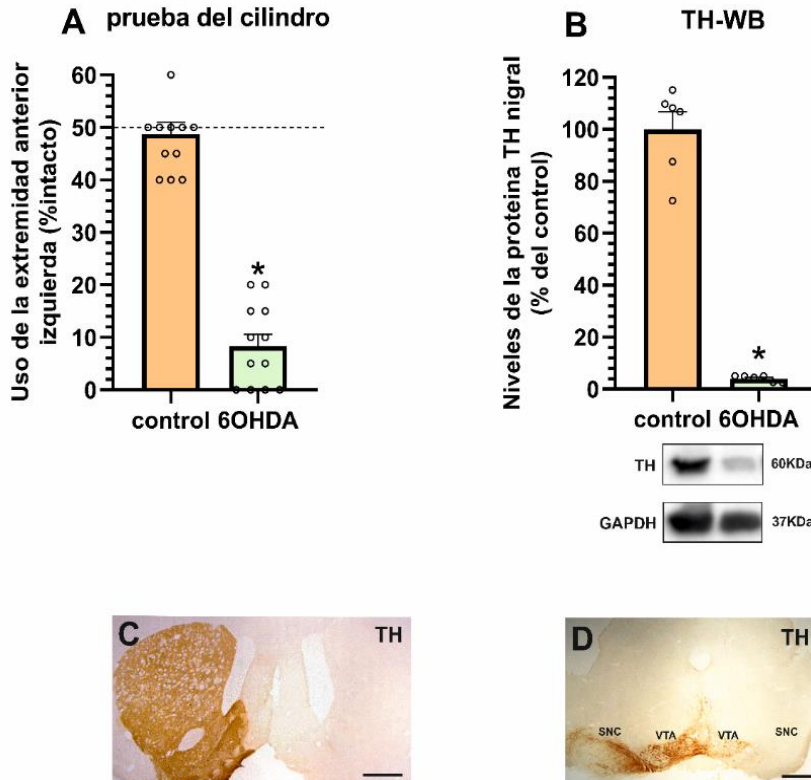 A prueba del cilindro
Uso de la extremidad anterior
izquierda (%intacto)
60
50
40
30
20
10
0
*
control 6OHDA
B TH-WB
Niveles de la proteina TH nigral
(% del control)
120
100
80
60
40
20
0
*
control 6OHDA
TH 60KDa
GAPDH 37KDa
C TH
D TH
SNC VTA VTA SNC